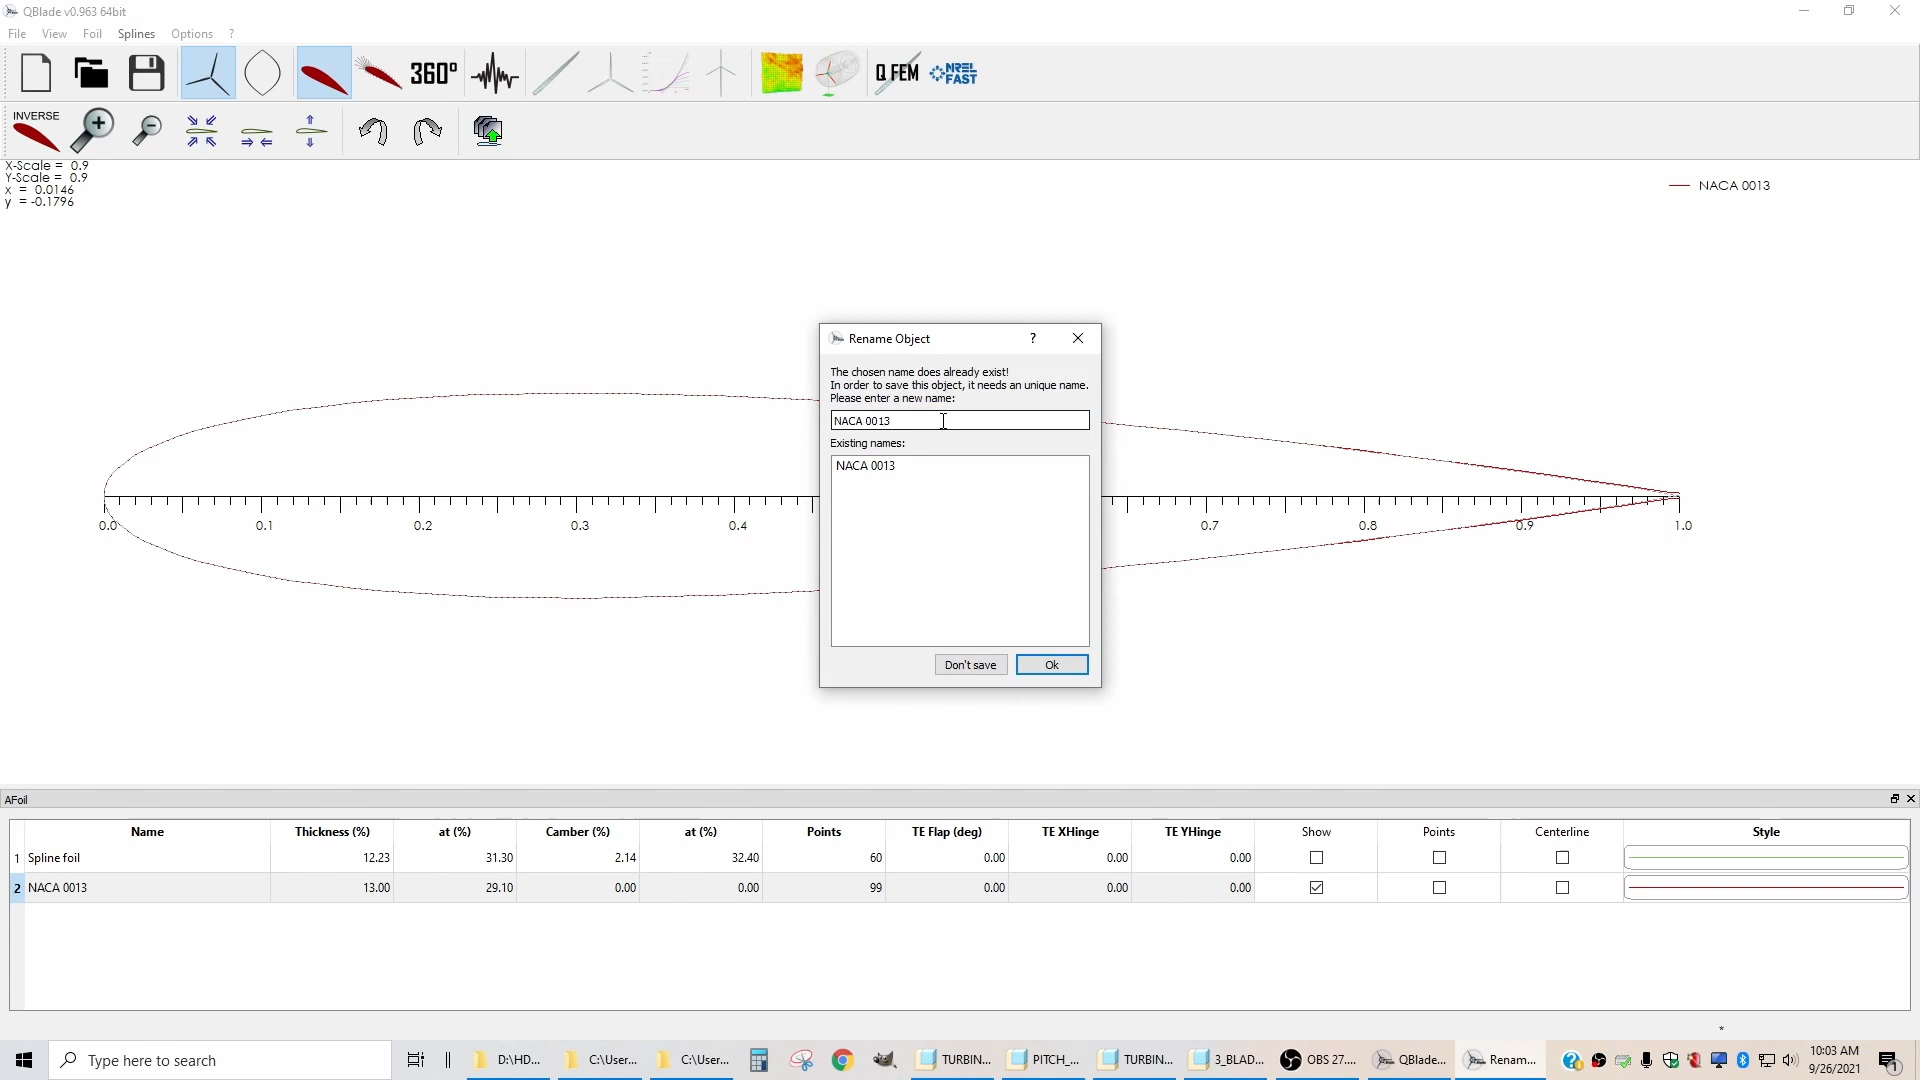 QBlade v0.963 64bit
File View Foil Splines Options ?
360° Q FEM NREL FAST
INVERSE
X-Scale = 0.9
Y-Scale = 0.9
x = 0.0146
y = -0.1796
NACA 0013
Rename Object ?
The chosen name does already exist!
In order to save this object, it needs an unique name.
Please enter a new name:
NACA 0013
Existing names:
NACA 0013
Don't save Ok
0.0 0.1 0.2 0.3 0.4 0.7 0.8 0.9 1.0
AFoil
Name Thickness (%) at (%) Camber (%) at (%) Points TE Flap (deg) TE XHinge TE YHinge Show Points Centerline Style
1 Spline foil 12.23 31.30 2.14 32.40 60 0.00 0.00 0.00
2 NACA 0013 13.00 29.10 0.00 0.00 99 0.00 0.00 0.00
*
Type here to search D:\HD... C:\User... C:\User... TURBIN... PITCH_... TURBIN... 3_BLAD... OBS 27.... QBlade... Renam... 10:03 AM
9/26/2021 1